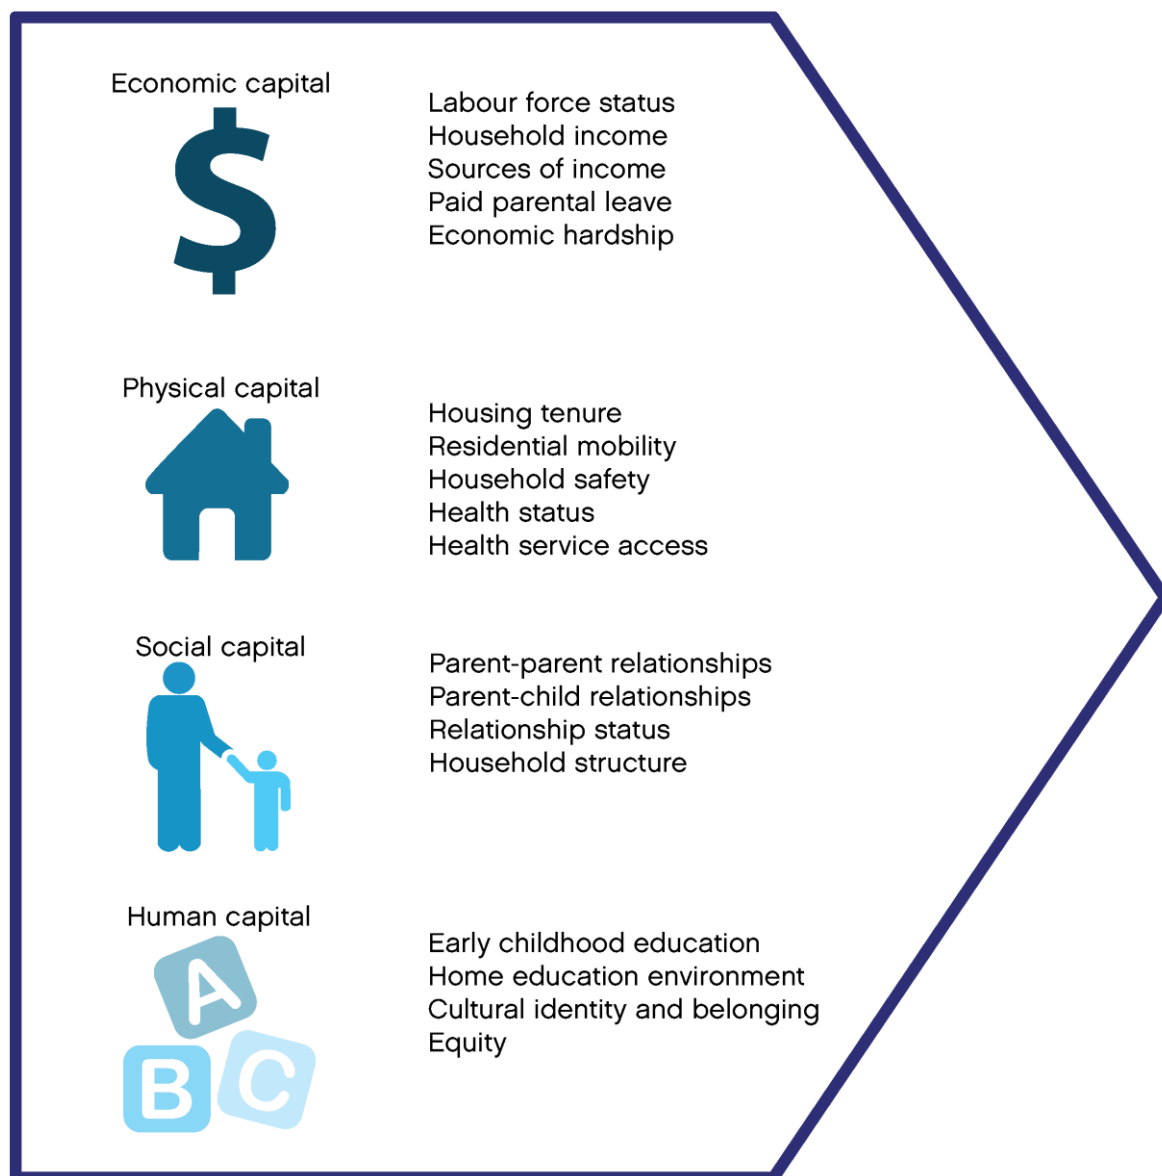 Economic capital
Labour force status
Household income
Sources of income
Paid parental leave
Economic hardship
Physical capital
Housing tenure
Residential mobility
Household safety
Health status
Health service access
Social capital
Parent-parent relationships
Parent-child relationships
Relationship status
Household structure
Human capital
Early childhood education
Home education environment
Cultural identity and belonging
Equity
A
B C